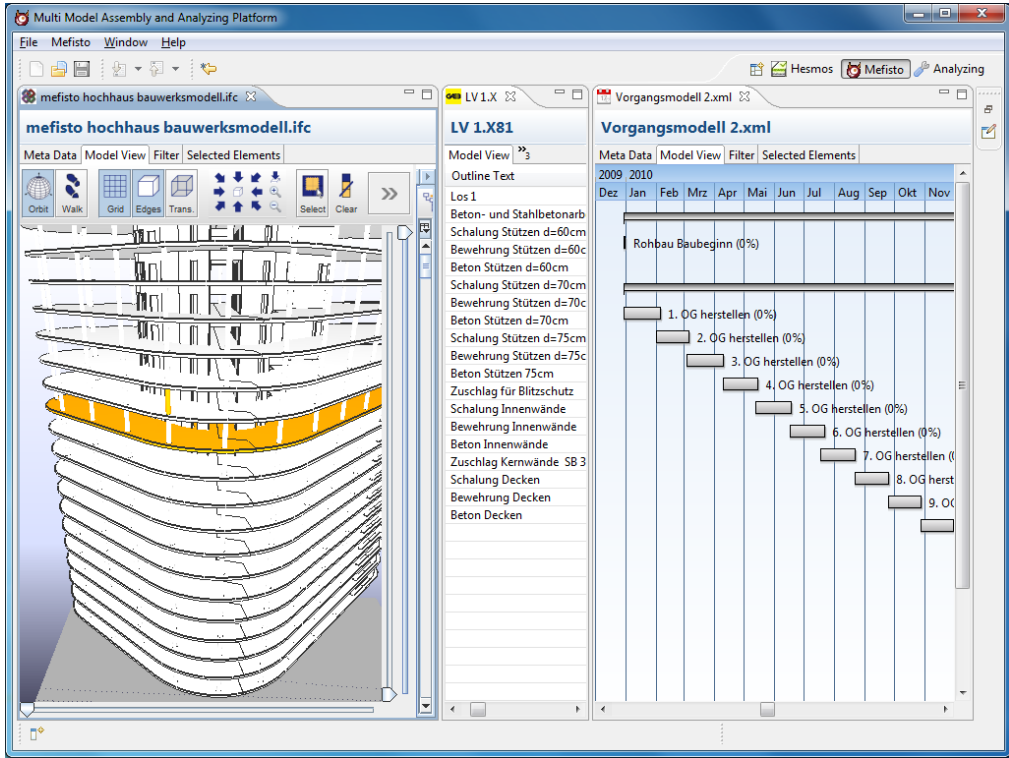 Multi Model Assembly and Analyzing Platform
File Mefisto Window Help
Hesmos Mefisto Analyzing
mefisto hochhaus bauwerksmodell.ifc
mefisto hochhaus bauwerksmodell.ifc
Meta Data Model View Filter Selected Elements
Orbit Walk Grid Edges Trans. Select Clear
LV 1.X
LV 1.X81
Model View »3
Outline Text
Los 1
Beton- und Stahlbetonarb
Schalung Stützen d=60cm
Bewehrung Stützen d=60c
Beton Stützen d=60cm
Schalung Stützen d=70cm
Bewehrung Stützen d=70c
Beton Stützen d=70cm
Schalung Stützen d=75cm
Bewehrung Stützen d=75c
Beton Stützen 75cm
Zuschlag für Blitzschutz
Schalung Innenwände
Bewehrung Innenwände
Beton Innenwände
Zuschlag Kernwände SB 3
Schalung Decken
Bewehrung Decken
Beton Decken
Vorgangsmodell 2.xml
Vorgangsmodell 2.xml
Meta Data Model View Filter Selected Elements
2009 2010
Dez Jan Feb Mrz Apr Mai Jun Jul Aug Sep Okt Nov
Rohbau Baubeginn (0%)
1. OG herstellen (0%)
2. OG herstellen (0%)
3. OG herstellen (0%)
4. OG herstellen (0%)
5. OG herstellen (0%)
6. OG herstellen (0%)
7. OG herstellen (0
8. OG herst
9. OG